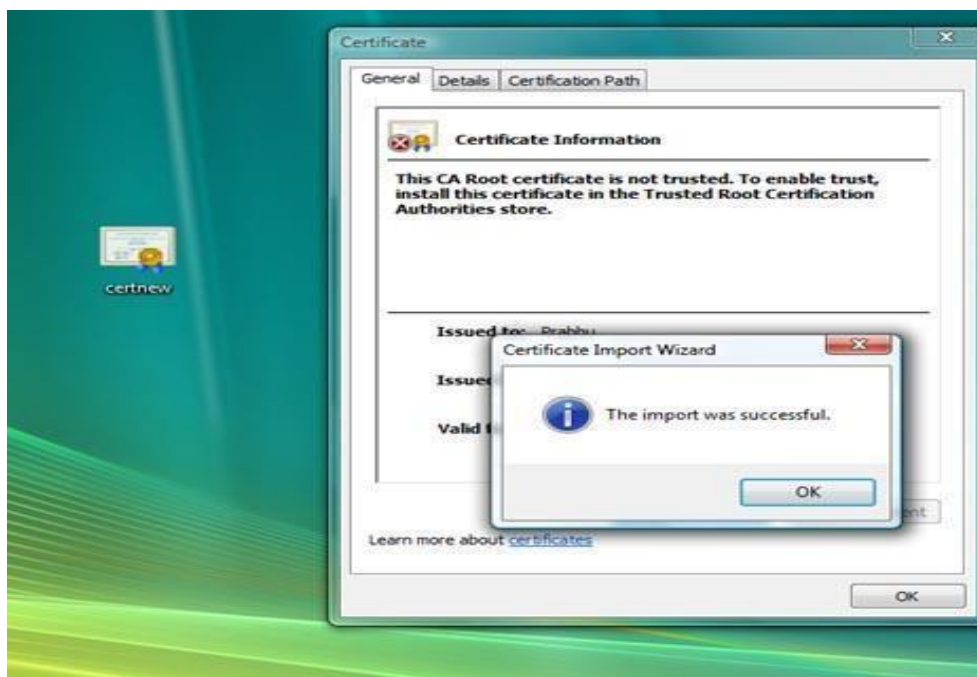 Certificate
General Details Certification Path
Certificate Information
This CA Root certificate is not trusted. To enable trust,
install this certificate in the Trusted Root Certification
Authorities store.
certnew
Issued to: Prabhu
Certificate Import Wizard
Issued
The import was successful.
Valid
OK
Learn more about certificates
OK